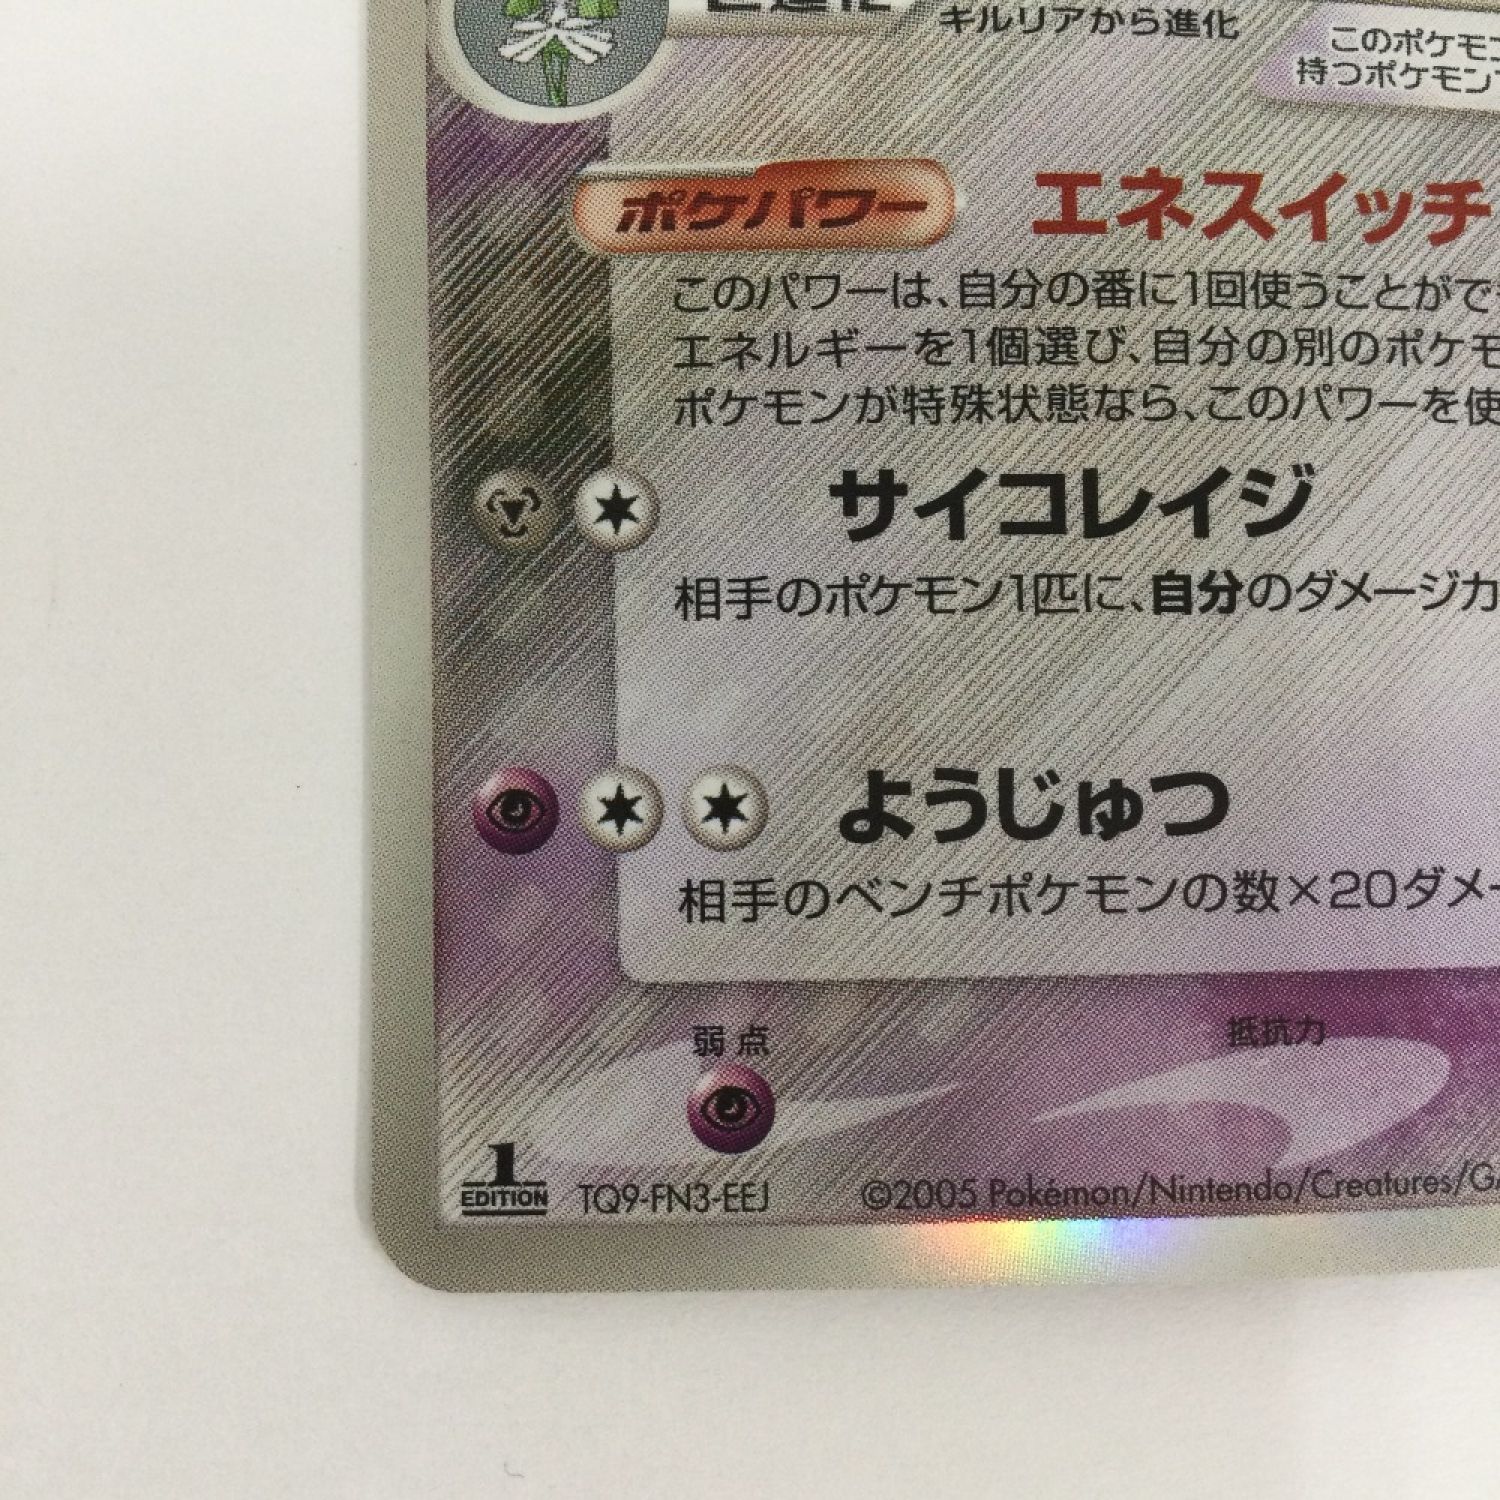 キルリアから進化
このポケモ
持つポケモン
ポケパワー エネスイッチ
このパワーは、自分の番に1回使うことがで
エネルギーを1個選び、自分の別のポケモ
ポケモンが特殊状態なら、このパワーを使
サイコレイジ
相手のポケモン1匹に、自分のダメージカ
ようじゅつ
相手のベンチポケモンの数×20ダメー
弱点 抵抗力
1 EDITION TQ9-FN3-EEJ ©2005 Pokémon/Nintendo/Creatures/G